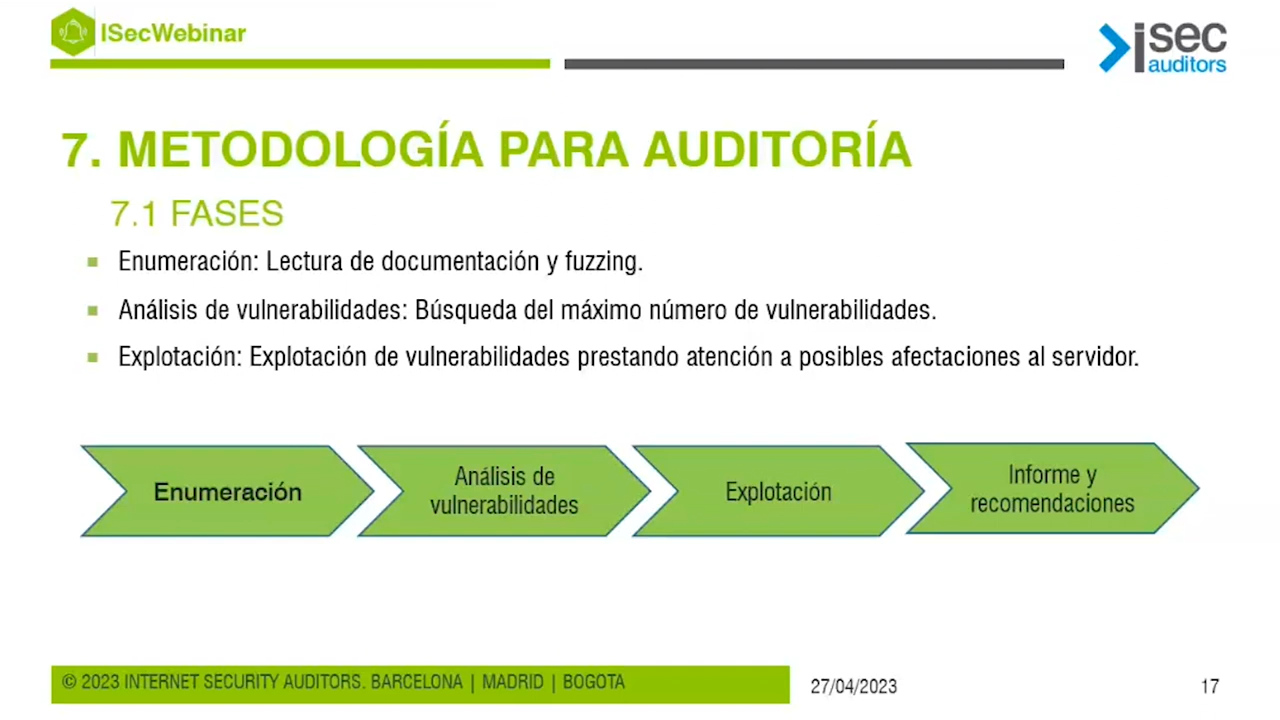 ISecWebinar
isec
auditors
7. METODOLOGÍA PARA AUDITORÍA
7.1 FASES
Enumeración: Lectura de documentación y fuzzing.
Análisis de vulnerabilidades: Búsqueda del máximo número de vulnerabilidades.
Explotación: Explotación de vulnerabilidades prestando atención a posibles afectaciones al servidor.
Enumeración
Análisis de
vulnerabilidades
Explotación
Informe y
recomendaciones
© 2023 INTERNET SECURITY AUDITORS. BARCELONA | MADRID | BOGOTA
27/04/2023
17